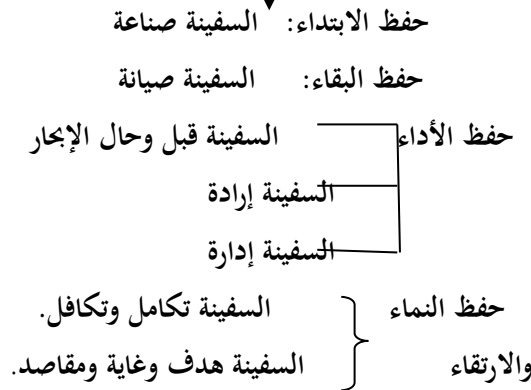 حفظ الابتداء: السفينة صناعة
حفظ البقاء: السفينة صيانة
حفظ الأداء السفينة قبل وحال الإبحار
السفينة إرادة
السفينة إدارة
حفظ النماء السفينة تكامل وتكافل.
والارتقاء السفينة هدف وغاية ومقاصد.